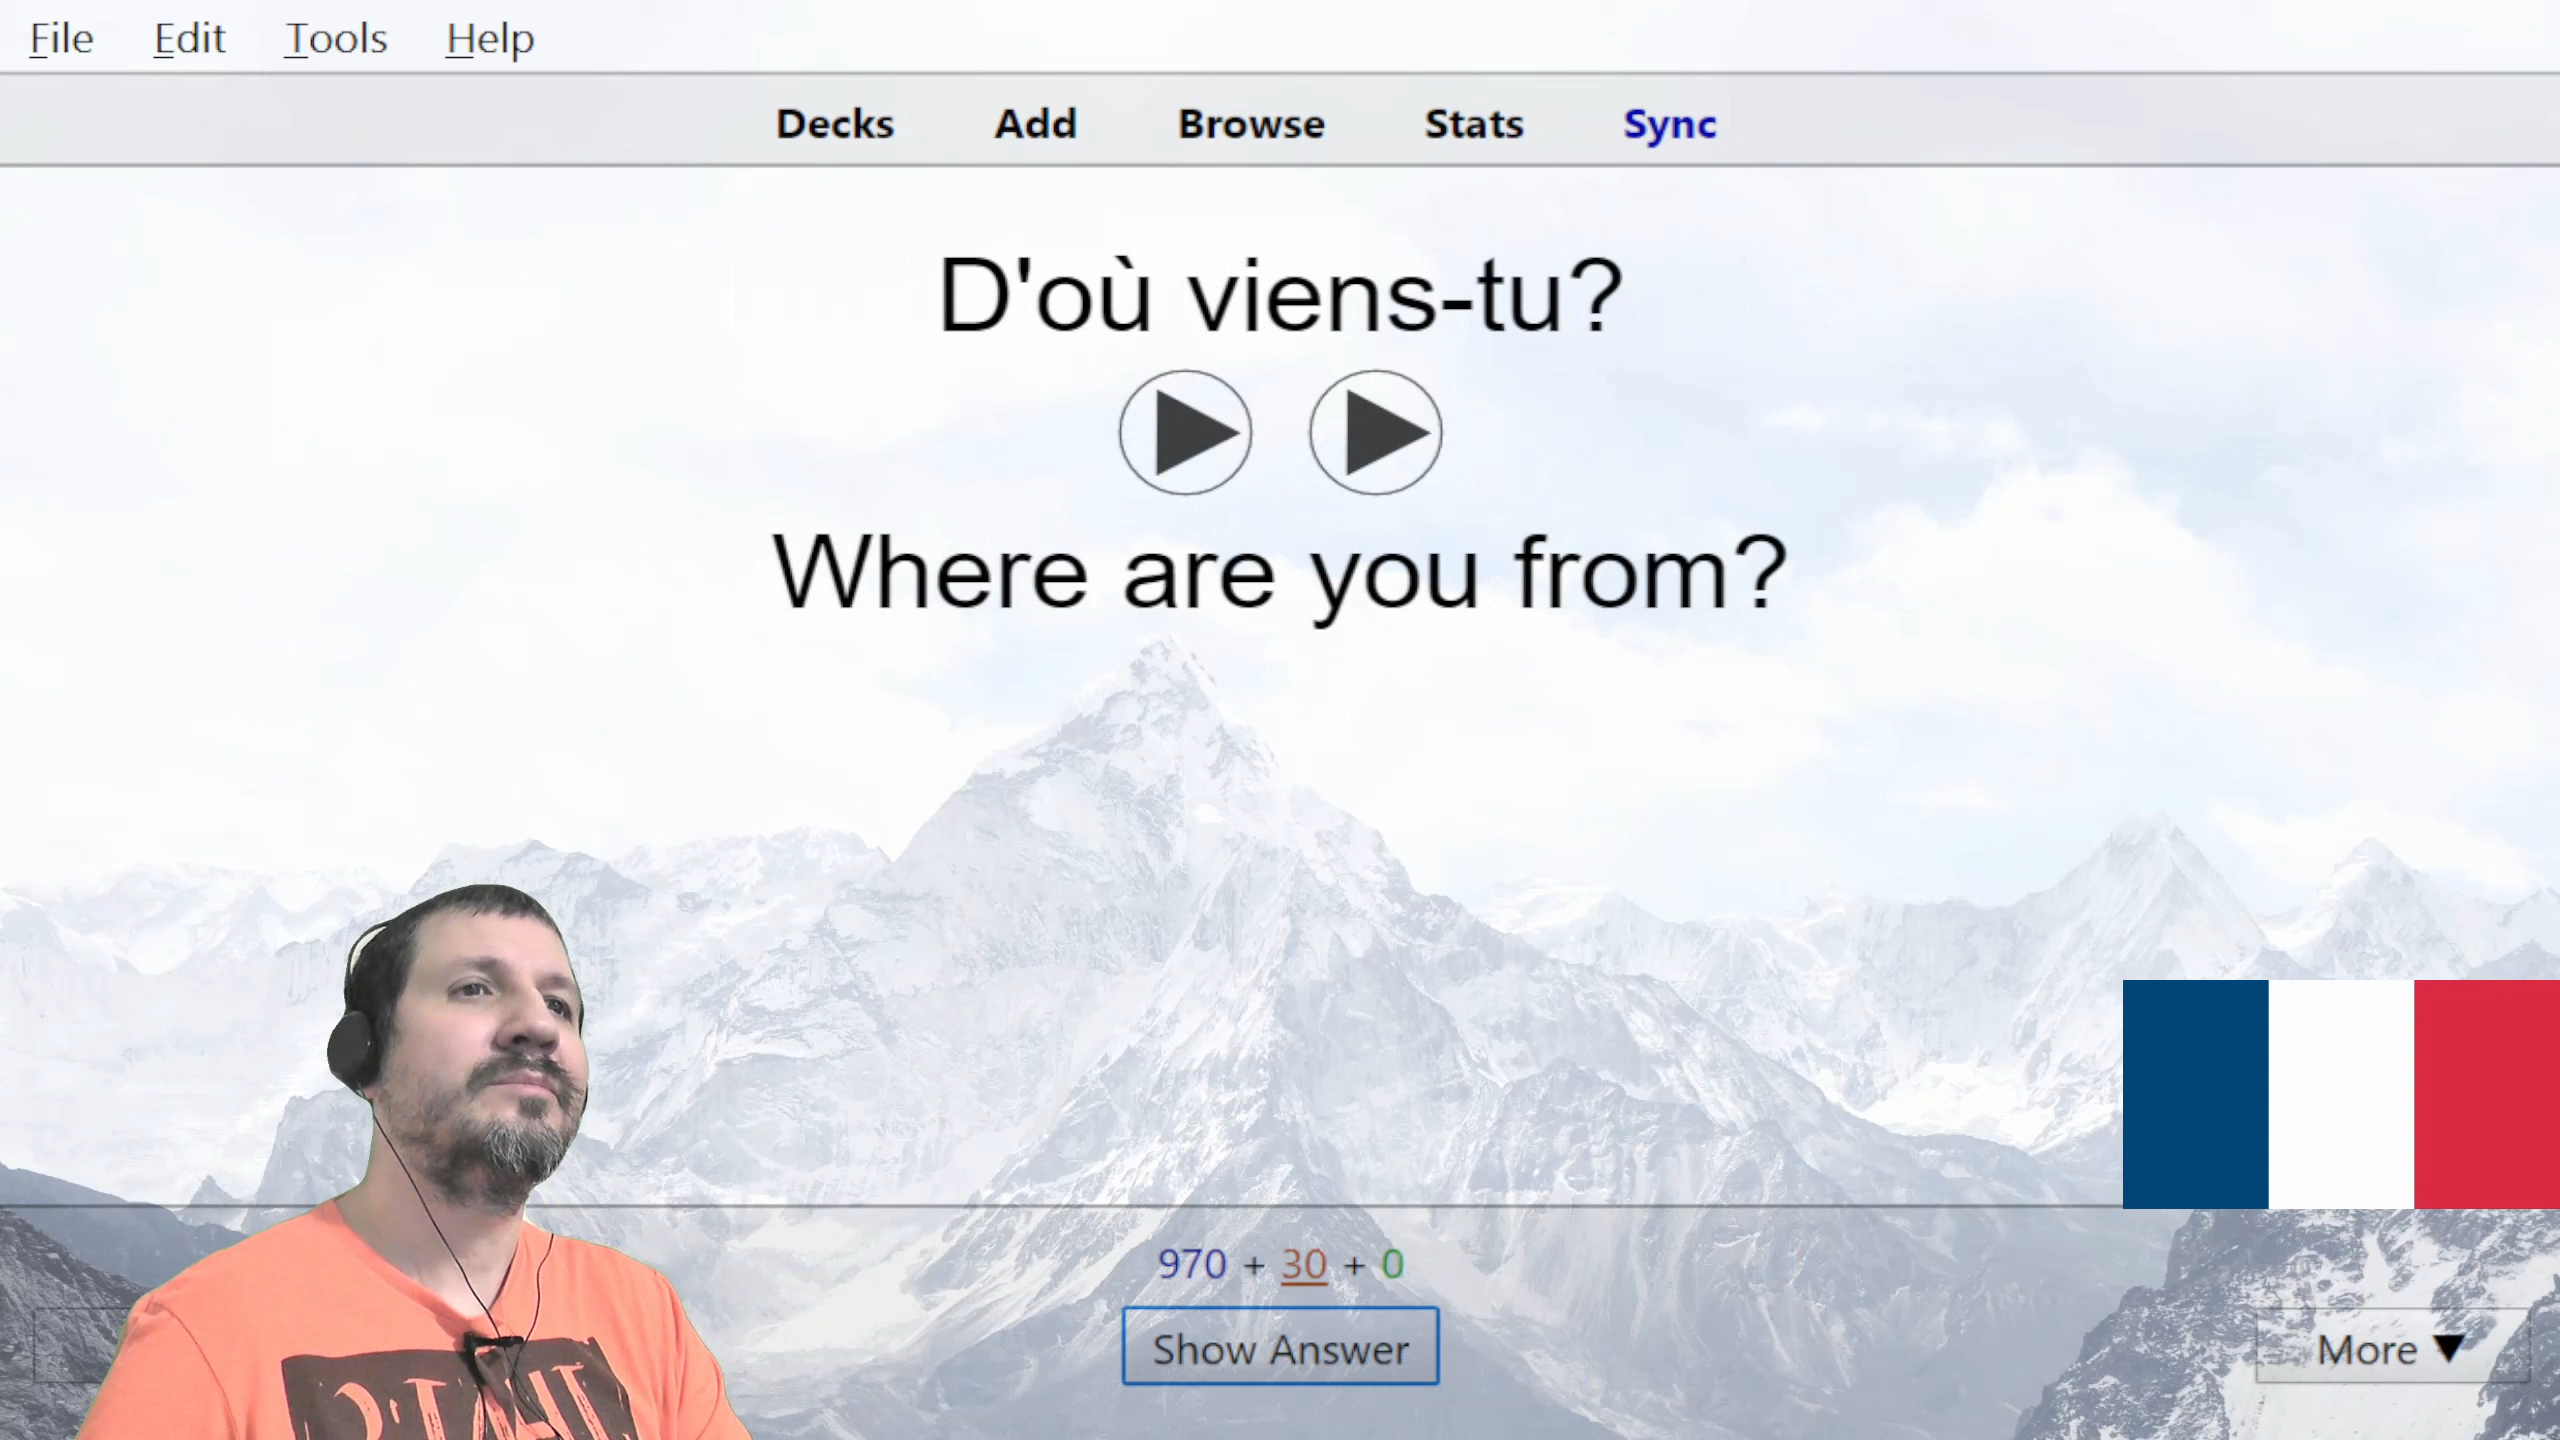 File Edit Tools Help
Decks Add Browse Stats Sync
D'où viens-tu?
Where are you from?
970 + 30 + 0
Show Answer
More ▼